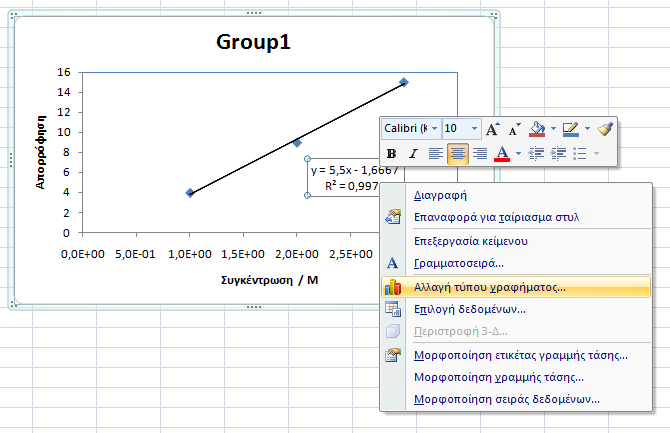 Group1
16
14
12
10
8
6
4
2
0
Απορρόφηση
y = 5,5x - 1,6667
R² = 0,997
0,0E+00 5,0E-01 1,0E+00 1,5E+00 2,0E+00 2,5E+00
Συγκέντρωση / M
Calibri (Κ 10 A A
B I A
Διαγραφή
Επαναφορά για ταίριασμα στυλ
Επεξεργασία κείμενου
A Γραμματοσειρά...
Αλλαγή τύπου γραφήματος...
Επιλογή δεδομένων...
Περιστροφή 3-Δ...
Μορφοποίηση ετικέτας γραμμής τάσης...
Μορφοποίηση γραμμής τάσης...
Μορφοποίηση σειράς δεδομένων...